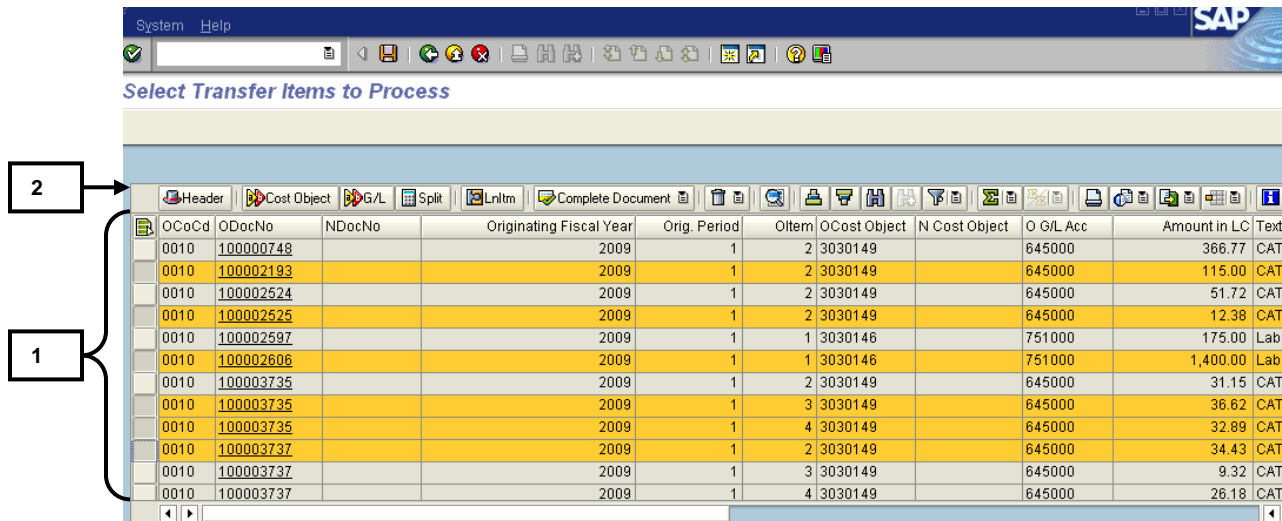 System Help
SAP
Select Transfer Items to Process
2
Header Cost Object G/L Split LnItm Complete Document
OCoCd ODocNo NDocNo Originating Fiscal Year Orig. Period OItem OCost Object N Cost Object O G/L Acc Amount in LC Text
0010 100000748 2009 1 2 3030149 645000 366.77 CAT
0010 100002193 2009 1 2 3030149 645000 115.00 CAT
0010 100002524 2009 1 2 3030149 645000 51.72 CAT
0010 100002525 2009 1 2 3030149 645000 12.38 CAT
1
0010 100002597 2009 1 1 3030146 751000 175.00 Lab
0010 100002606 2009 1 1 3030146 751000 1,400.00 Lab
0010 100003735 2009 1 2 3030149 645000 31.15 CAT
0010 100003735 2009 1 3 3030149 645000 36.62 CAT
0010 100003735 2009 1 4 3030149 645000 32.89 CAT
0010 100003737 2009 1 2 3030149 645000 34.43 CAT
0010 100003737 2009 1 3 3030149 645000 9.32 CAT
0010 100003737 2009 1 4 3030149 645000 26.18 CAT